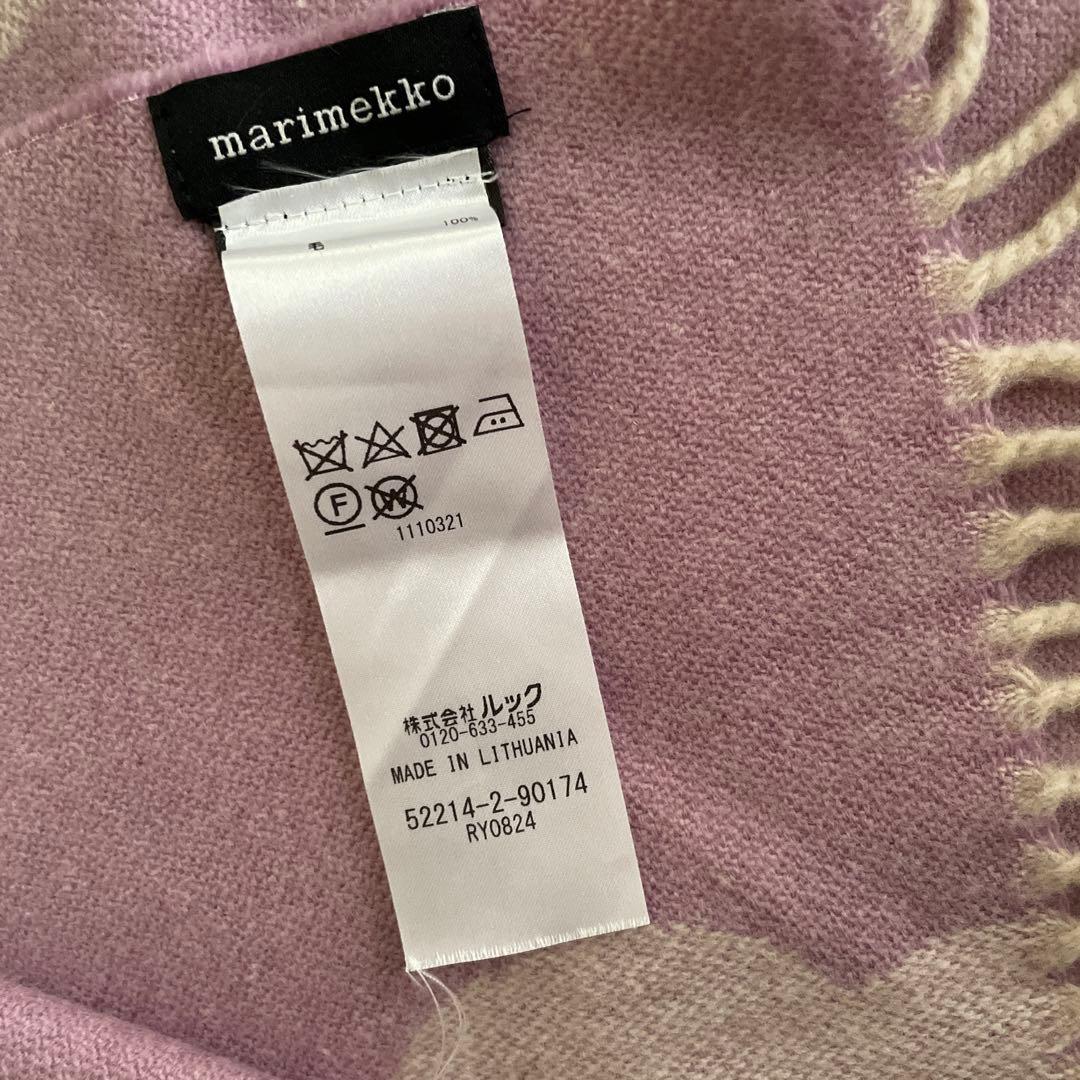 marimekko
毛 100%
F W
1110321
株式会社ルック
0120-633-455
MADE IN LITHUANIA
52214-2-90174
RY0824